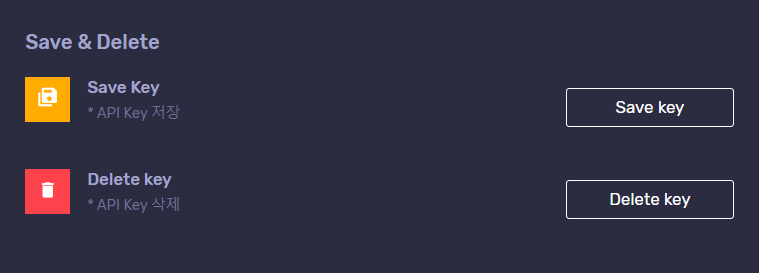 Save & Delete
Save Key
* API Key 저장
Save key
Delete key
* API Key 삭제
Delete key